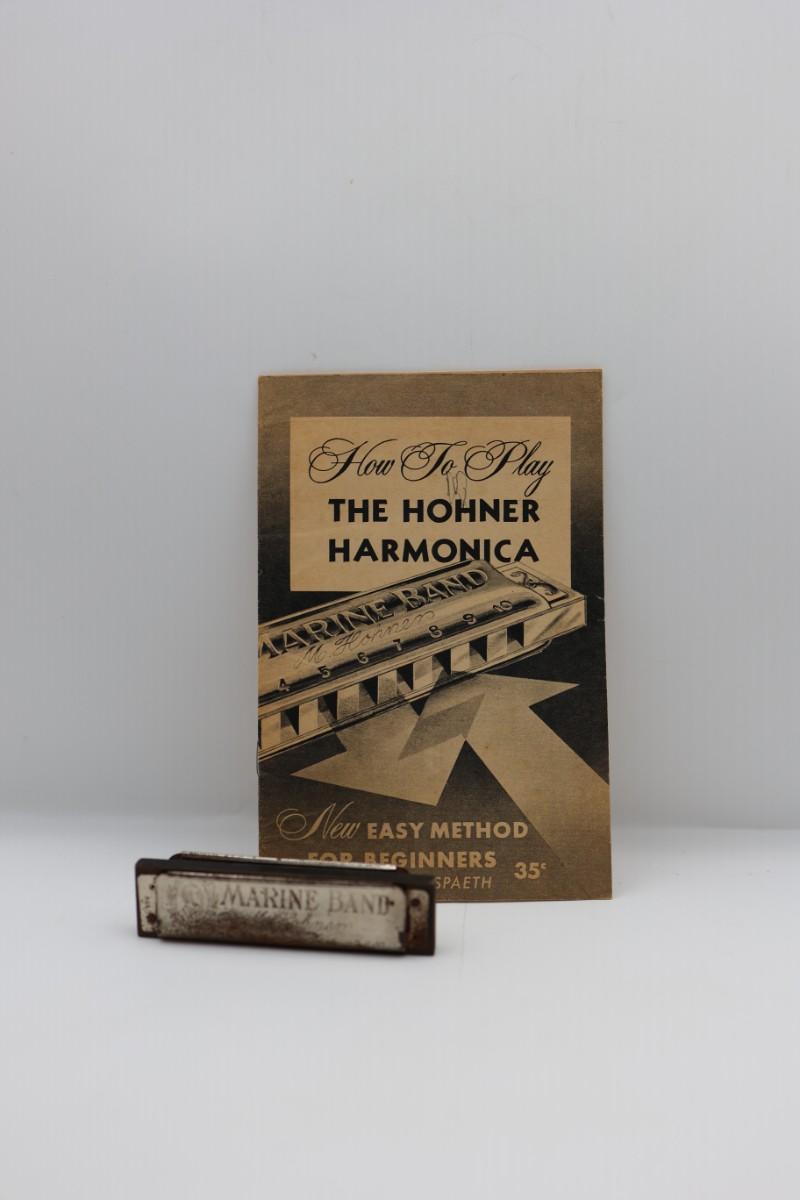 How To Play
THE HOHNER
HARMONICA
MARINE BAND
M. Hohner
4 5 6 7 8 9 10
New EASY METHOD
FOR BEGINNERS
SPAETH
35¢
MARINE BAND